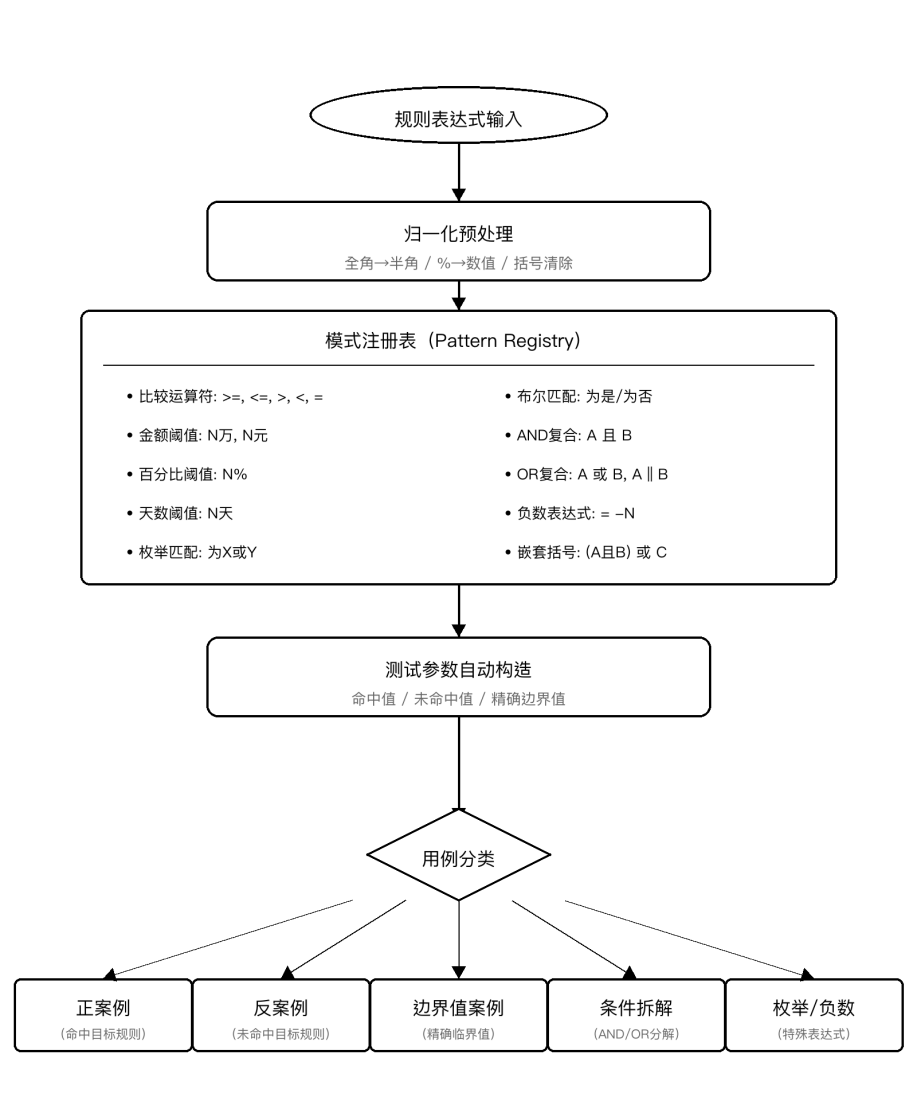 规则表达式输入
归一化预处理
全角→半角 / %→数值 / 括号清除
模式注册表（Pattern Registry）
• 比较运算符: >=, <=, >, <, =
• 金额阈值: N万, N元
• 百分比阈值: N%
• 天数阈值: N天
• 枚举匹配: 为X或Y
• 布尔匹配: 为是/为否
• AND复合: A 且 B
• OR复合: A 或 B, A || B
• 负数表达式: = -N
• 嵌套括号: (A且B) 或 C
测试参数自动构造
命中值 / 未命中值 / 精确边界值
用例分类
正案例
（命中目标规则）
反案例
（未命中目标规则）
边界值案例
（精确临界值）
条件拆解
（AND/OR分解）
枚举/负数
（特殊表达式）